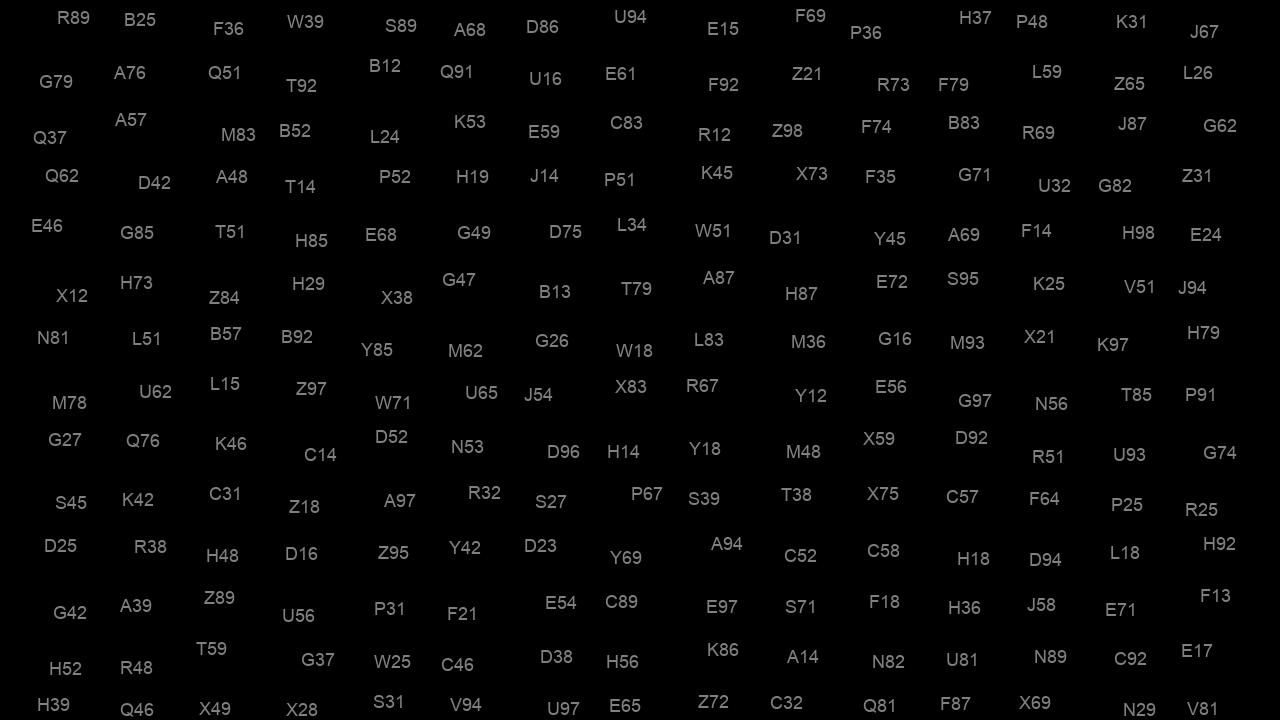 R89 B25 F36 W39 S89 A68 D86 U94 E15 F69 P36 H37 P48 K31 J67
G79 A76 Q51 T92 B12 Q91 U16 E61 F92 Z21 R73 F79 L59 Z65 L26
Q37 A57 M83 B52 L24 K53 E59 C83 R12 Z98 F74 B83 R69 J87 G62
Q62 D42 A48 T14 P52 H19 J14 P51 K45 X73 F35 G71 U32 G82 Z31
E46 G85 T51 H85 E68 G49 D75 L34 W51 D31 Y45 A69 F14 H98 E24
X12 H73 Z84 H29 X38 G47 B13 T79 A87 H87 E72 S95 K25 V51 J94
N81 L51 B57 B92 Y85 M62 G26 W18 L83 M36 G16 M93 X21 K97 H79
M78 U62 L15 Z97 W71 U65 J54 X83 R67 Y12 E56 G97 N56 T85 P91
G27 Q76 K46 C14 D52 N53 D96 H14 Y18 M48 X59 D92 R51 U93 G74
S45 K42 C31 Z18 A97 R32 S27 P67 S39 T38 X75 C57 F64 P25 R25
D25 R38 H48 D16 Z95 Y42 D23 Y69 A94 C52 C58 H18 D94 L18 H92
G42 A39 Z89 U56 P31 F21 E54 C89 E97 S71 F18 H36 J58 E71 F13
H52 R48 T59 G37 W25 C46 D38 H56 K86 A14 N82 U81 N89 C92 E17
H39 Q46 X49 X28 S31 V94 U97 E65 Z72 C32 Q81 F87 X69 N29 V81